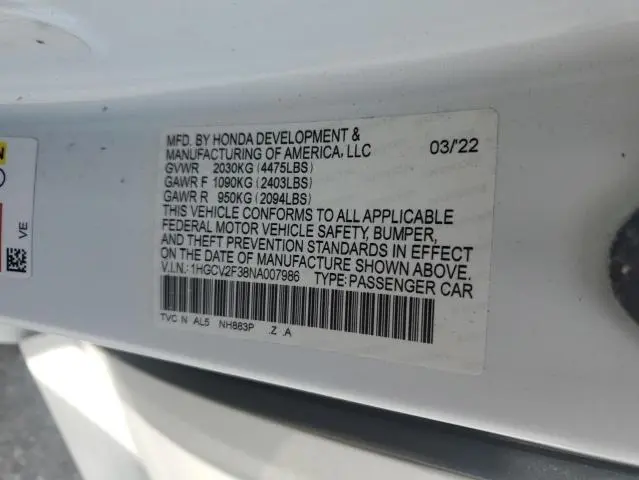 MFD. BY HONDA DEVELOPMENT &
MANUFACTURING OF AMERICA, LLC 03/'22
GVWR 2030KG (4475LBS)
GAWR F 1090KG (2403LBS)
GAWR R 950KG (2094LBS)
THIS VEHICLE CONFORMS TO ALL APPLICABLE
FEDERAL MOTOR VEHICLE SAFETY, BUMPER,
AND THEFT PREVENTION STANDARDS IN EFFECT
ON THE DATE OF MANUFACTURE SHOWN ABOVE.
V.I.N.: 1HGCV2F38NA007986 TYPE: PASSENGER CAR
TVC N AL5 NH883P .Z .A
VE